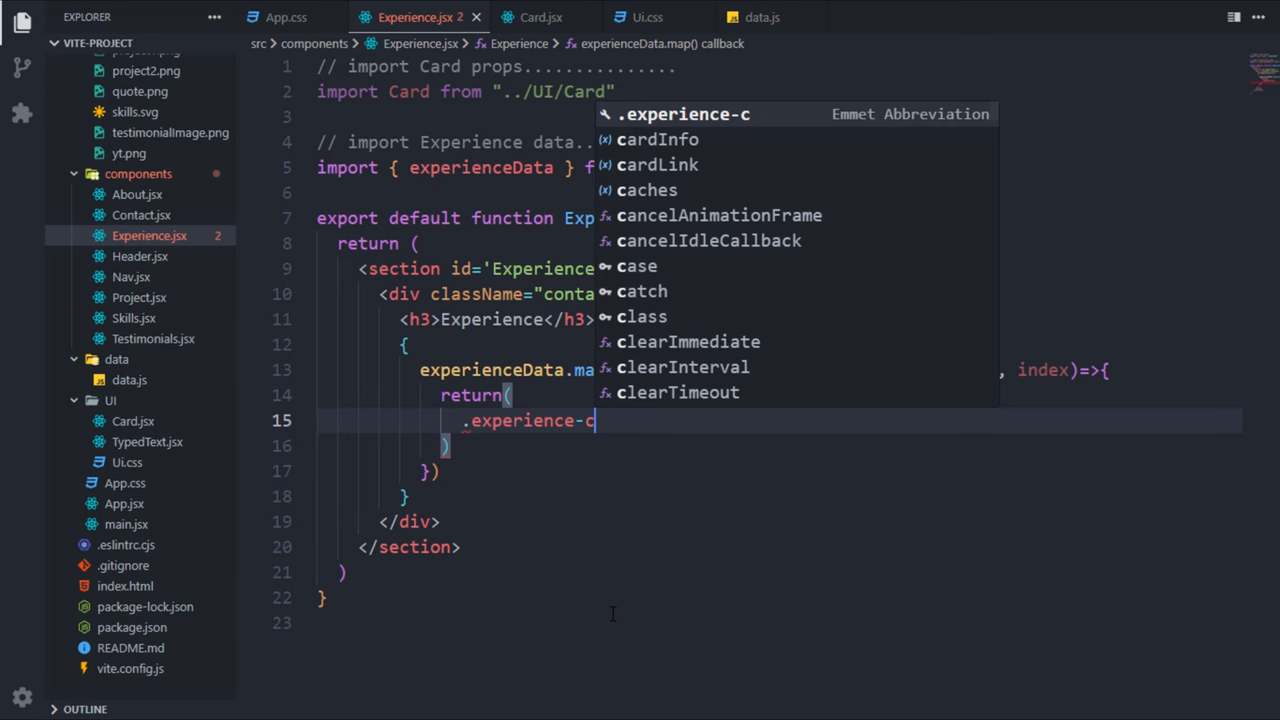 EXPLORER
App.css
Experience.jsx 2
Card.jsx
Ui.css
data.js
VITE-PROJECT
src > components > Experience.jsx > Experience > experienceData.map() callback
project2.png
quote.png
skills.svg
testimonialImage.png
yt.png
components
About.jsx
Contact.jsx
Experience.jsx 2
Header.jsx
Nav.jsx
Project.jsx
Skills.jsx
Testimonials.jsx
data
data.js
UI
Card.jsx
TypedText.jsx
Ui.css
App.css
App.jsx
main.jsx
.eslintrc.cjs
.gitignore
index.html
package-lock.json
package.json
README.md
vite.config.js
OUTLINE
1 // import Card props...............
2 import Card from "../UI/Card"
3
4 // import Experience data..
5 import { experienceData } f
6
7 export default function Exp
8 return (
9 <section id='Experience
10 <div className="conta
11 <h3>Experience</h3>
12 {
13 experienceData.ma , index)=>{
14 return(
15 .experience-c
16 )
17 })
18 }
19 </div>
20 </section>
21 )
22 }
23
.experience-c Emmet Abbreviation
cardInfo
cardLink
caches
cancelAnimationFrame
cancelIdleCallback
case
catch
class
clearImmediate
clearInterval
clearTimeout